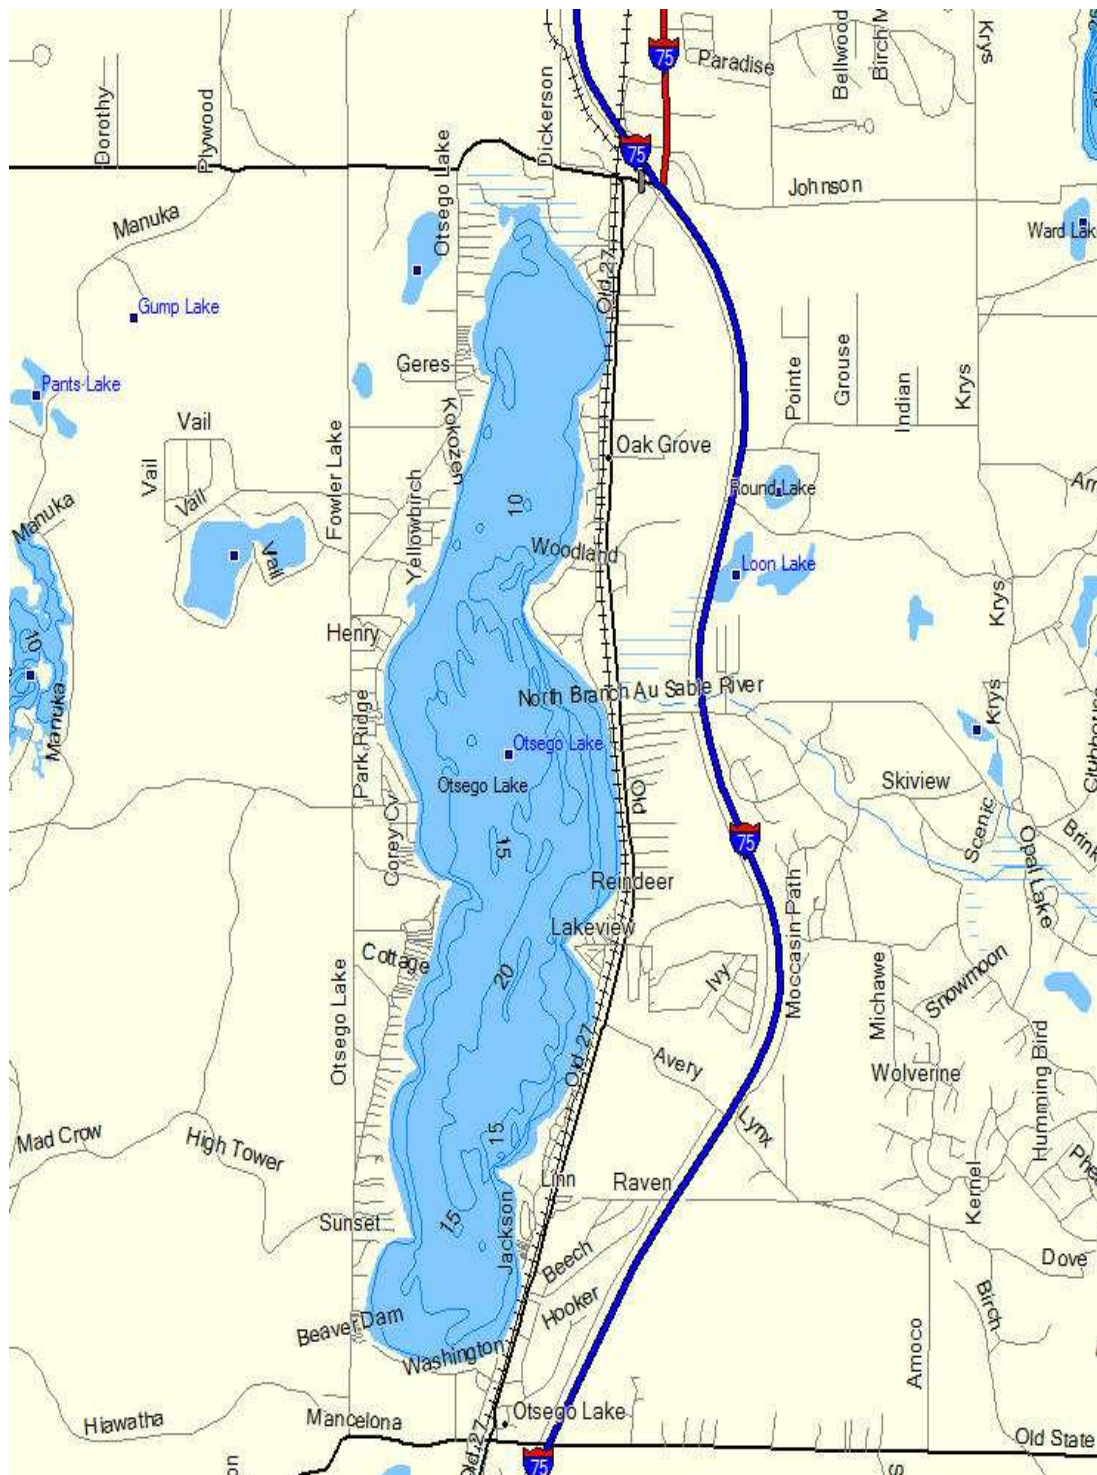 75
Paradise
Bellwood
Birch M
Krys
Dorothy
Plywood
Dickerson
75
Otsego Lake
Johnson
Manuka
Ward Lak
Old 27
Gump Lake
Geres
Pants Lake
Pointe
Grouse
Indian
Krys
Kokozen
Vail
Vail
Vail
Vail
Fowler Lake
Oak Grove
Yellowbirch
10
Round Lake
Manuka
Woodland
Loon Lake
Krys
10
Henry
Manuka
North Branch Au Sable River
Krys
Park Ridge
Otsego Lake
Otsego Lake
Old
Skiview
Corey Cv
15
75
Scenic
Opal Lake
Brink
Reindeer
Moccasin Path
Lakeview
Cottage
Otsego Lake
20
Ivy
Michawe
Snowmoon
Old 27
Avery
Wolverine
Humming Bird
Mad Crow
High Tower
15
Lynx
Linn
Raven
Kernel
Sunset
15
Jackson
Beech
Dove
Hooker
Birch
Beaver Dam
Washington
Amoco
Hiawatha
Mancelona
Otsego Lake
Old 27
Old State
75